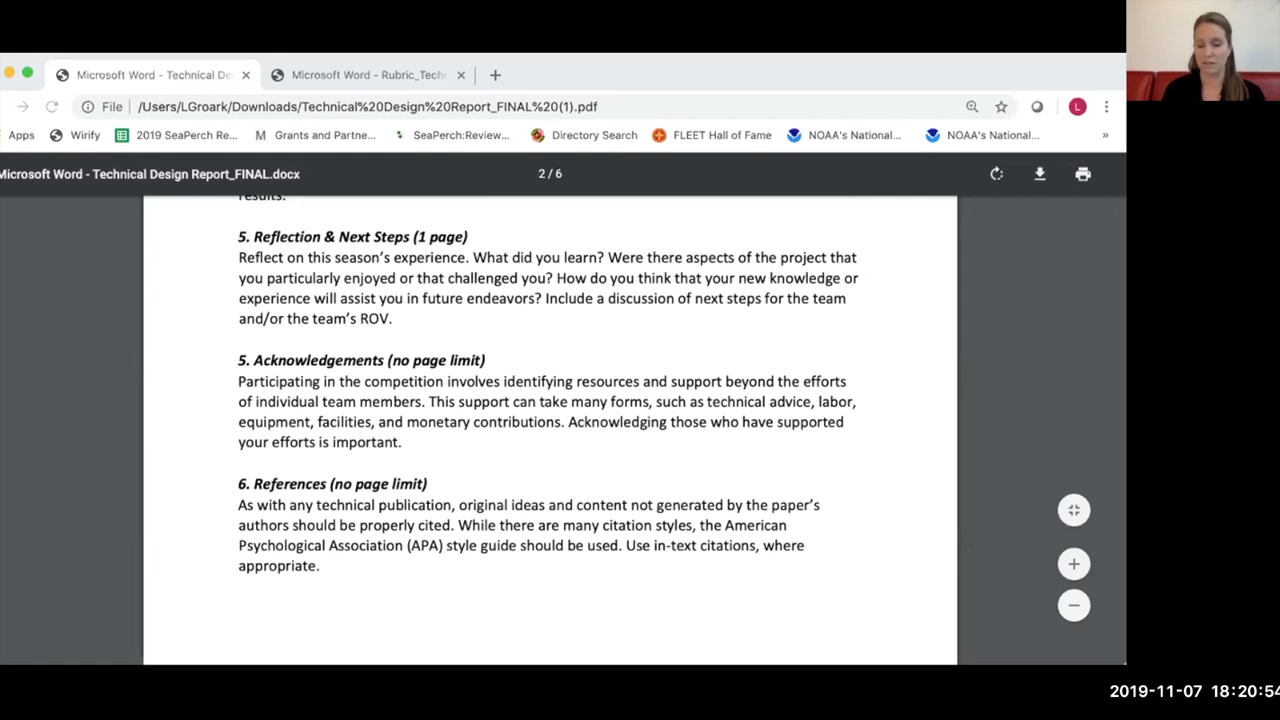 Microsoft Word - Technical De
Microsoft Word - Rubric_Tech
File
/Users/LGroark/Downloads/Technical%20Design%20Report_FINAL%20(1).pdf
L
Apps
Wirify
2019 SeaPerch Re...
M
Grants and Partne...
SeaPerch:Review...
Directory Search
FLEET Hall of Fame
NOAA's National...
NOAA's National...
»
Microsoft Word - Technical Design Report_FINAL.docx
2 / 6
results.
5. Reflection & Next Steps (1 page)
Reflect on this season's experience. What did you learn? Were there aspects of the project that
you particularly enjoyed or that challenged you? How do you think that your new knowledge or
experience will assist you in future endeavors? Include a discussion of next steps for the team
and/or the team's ROV.
5. Acknowledgements (no page limit)
Participating in the competition involves identifying resources and support beyond the efforts
of individual team members. This support can take many forms, such as technical advice, labor,
equipment, facilities, and monetary contributions. Acknowledging those who have supported
your efforts is important.
6. References (no page limit)
As with any technical publication, original ideas and content not generated by the paper's
authors should be properly cited. While there are many citation styles, the American
Psychological Association (APA) style guide should be used. Use in-text citations, where
appropriate.
2019-11-07 18:20:54